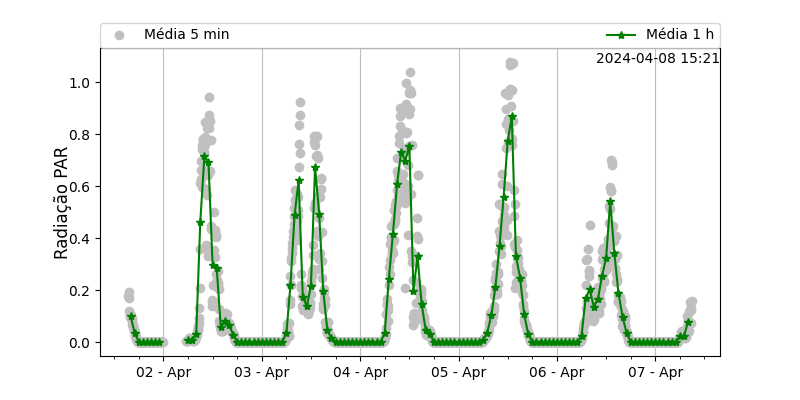 Média 5 min
Média 1 h
2024-04-08 15:21
Radiação PAR
1.0
0.8
0.6
0.4
0.2
0.0
02 - Apr
03 - Apr
04 - Apr
05 - Apr
06 - Apr
07 - Apr